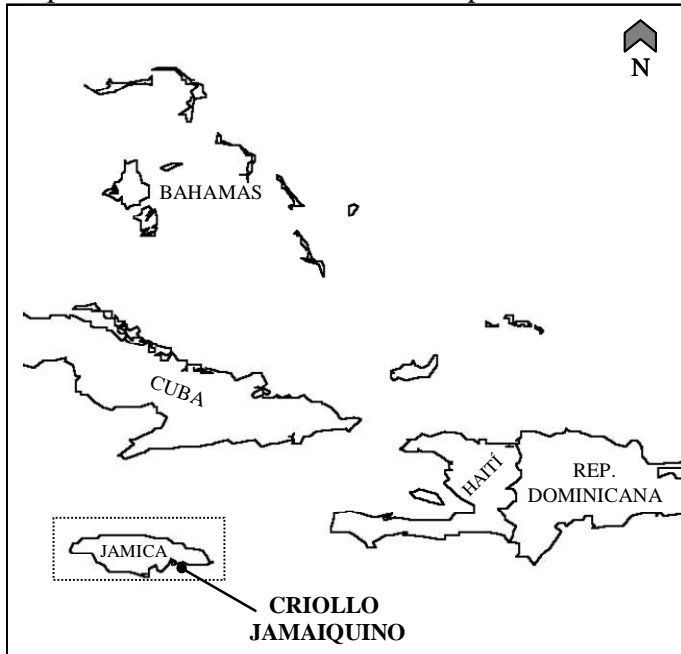 N
BAHAMAS
CUBA
HAITÍ
REP.
DOMINICANA
JAMICA
CRIOLLO
JAMAIQUINO